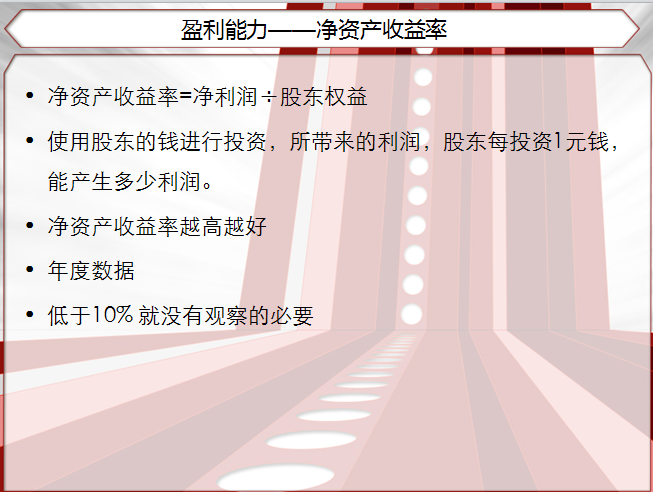 盈利能力——净资产收益率
• 净资产收益率=净利润÷股东权益
• 使用股东的钱进行投资，所带来的利润，股东每投资1元钱，
能产生多少利润。
• 净资产收益率越高越好
• 年度数据
• 低于10% 就没有观察的必要